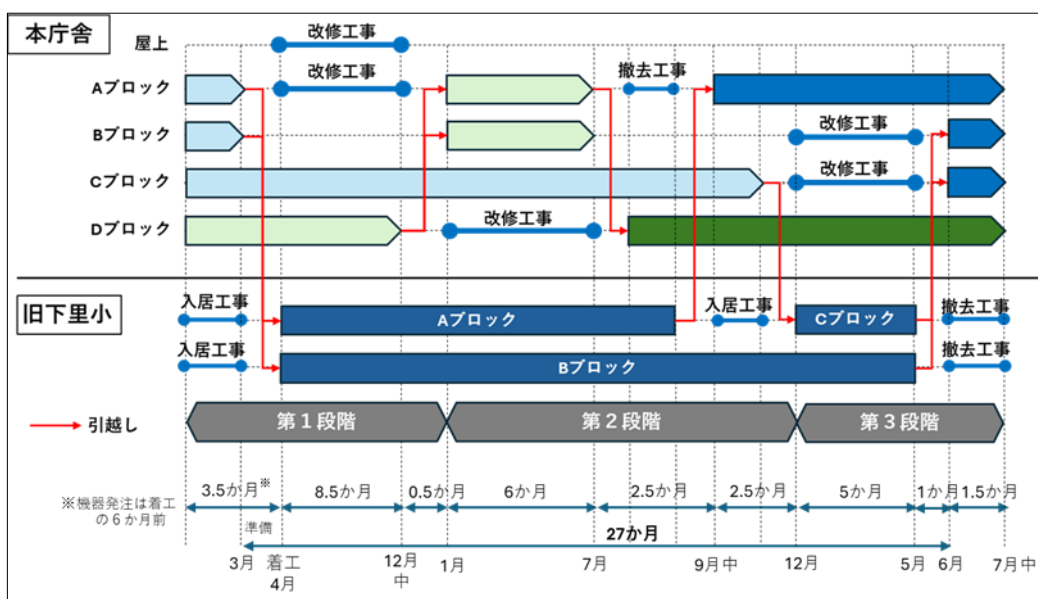 本庁舎
屋上
改修工事
Aブロック
改修工事
撤去工事
Bブロック
改修工事
Cブロック
改修工事
Dブロック
改修工事
旧下里小
入居工事
Aブロック
入居工事
Cブロック
撤去工事
入居工事
Bブロック
撤去工事
引越し
第1段階
第2段階
第3段階
※機器発注は着工
の6か月前
3.5か月※
8.5か月
0.5か月
6か月
2.5か月
2.5か月
5か月
1か月
1.5か月
準備
27か月
3月
着工
4月
12月
中
1月
7月
9月中
12月
5月
6月
7月中